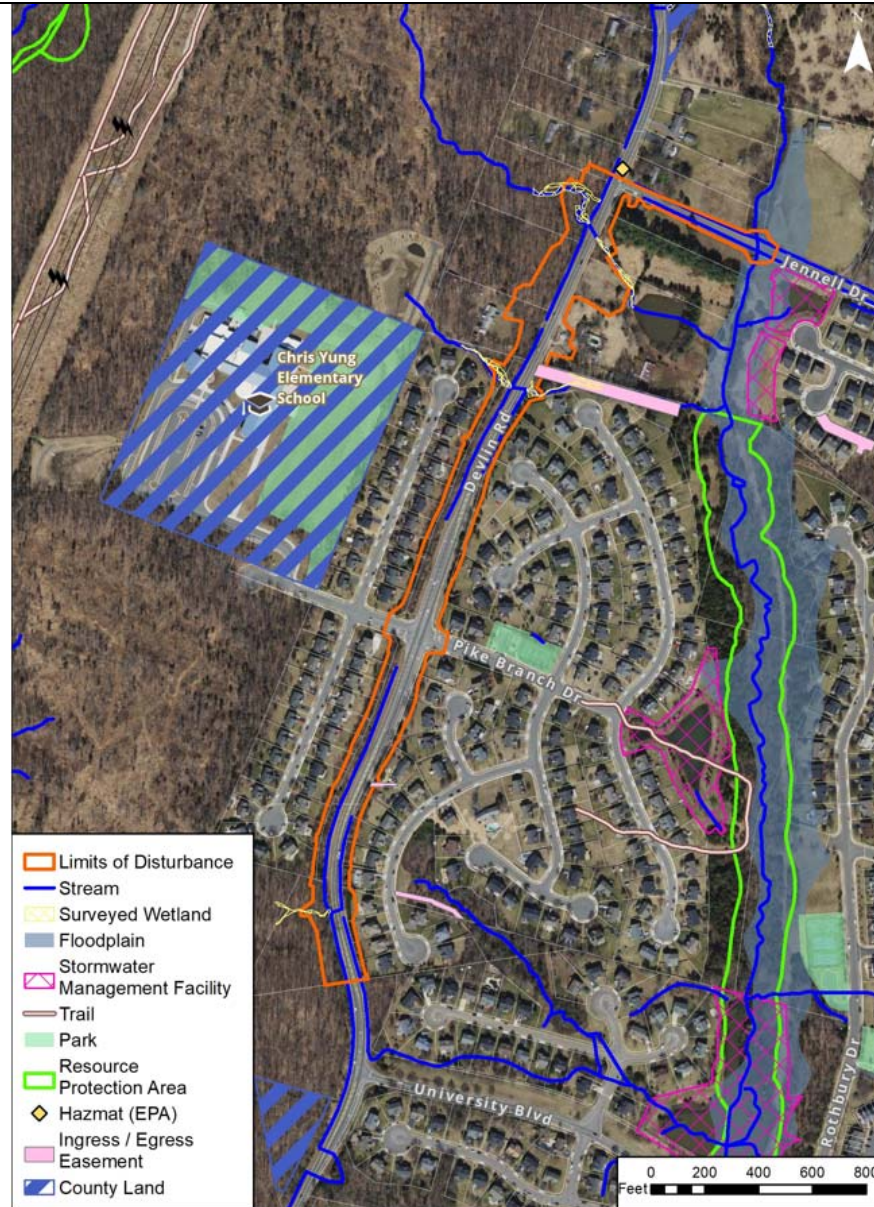 N
Jennell Dr
Chris Yung
Elementary
School
Devlin Rd
Pike Branch Dr
University Blvd
Rothbury Dr
Limits of Disturbance
Stream
Surveyed Wetland
Floodplain
Stormwater
Management Facility
Trail
Park
Resource
Protection Area
Hazmat (EPA)
Ingress / Egress
Easement
County Land
0 200 400 600 800
Feet